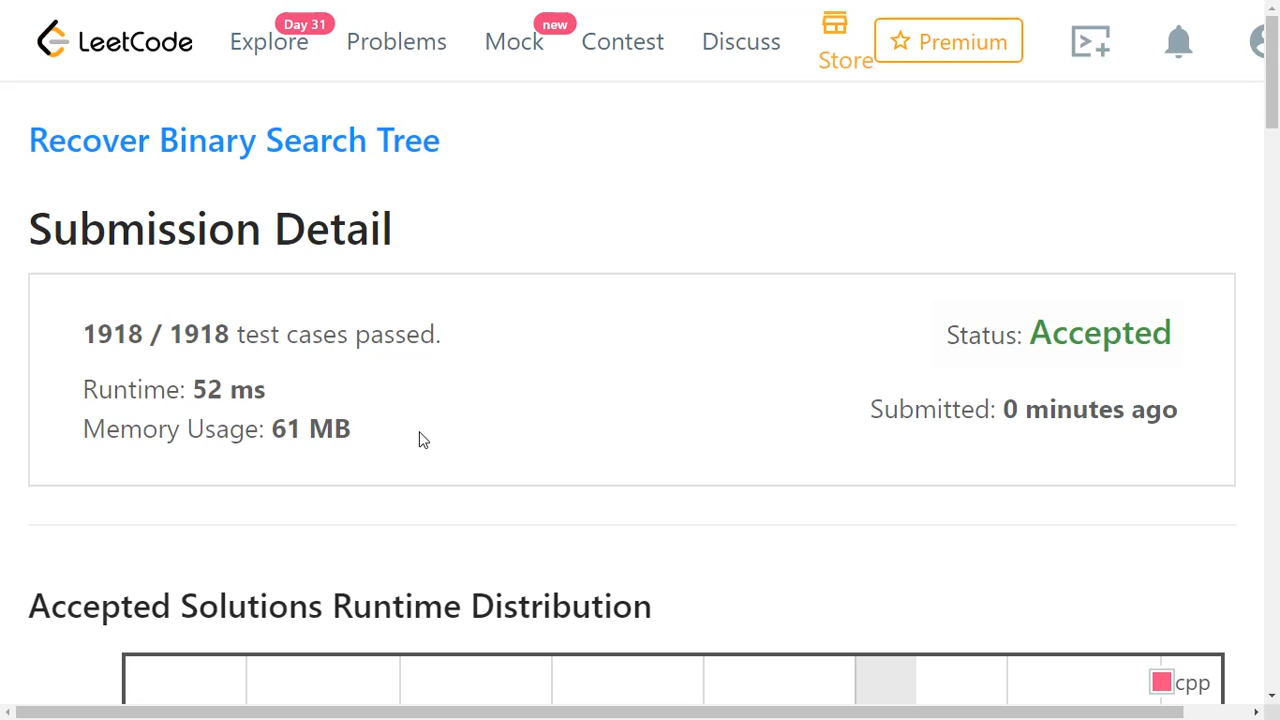 LeetCode
Explore
Day 31
Problems
Mock
new
Contest
Discuss
Store
Premium
Recover Binary Search Tree
Submission Detail
1918 / 1918 test cases passed.
Status: Accepted
Runtime: 52 ms
Submitted: 0 minutes ago
Memory Usage: 61 MB
Accepted Solutions Runtime Distribution
cpp